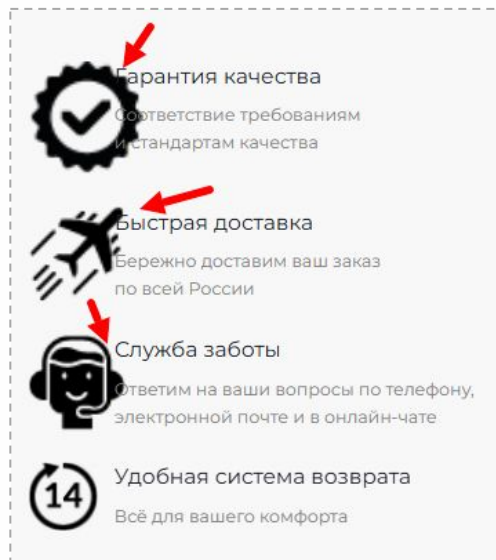 Гарантия качества
Соответствие требованиям
и стандартам качества
Быстрая доставка
Бережно доставим ваш заказ
по всей России
Служба заботы
Ответим на ваши вопросы по телефону,
электронной почте и в онлайн-чате
14
Удобная система возврата
Всё для вашего комфорта